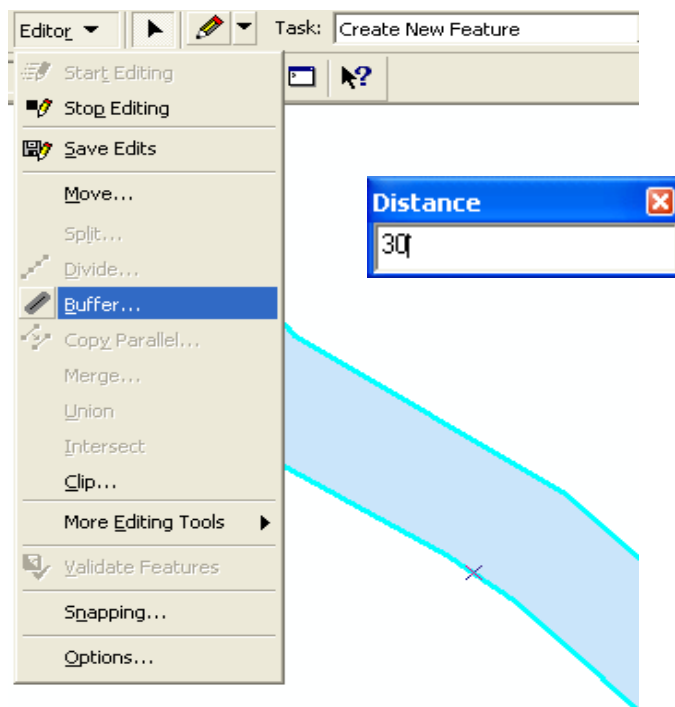 Editor Task: Create New Feature
Start Editing
Stop Editing
Save Edits
Move...
Split...
Divide...
Buffer...
Copy Parallel...
Merge...
Union
Intersect
Clip...
More Editing Tools
Validate Features
Snapping...
Options...
Distance
30